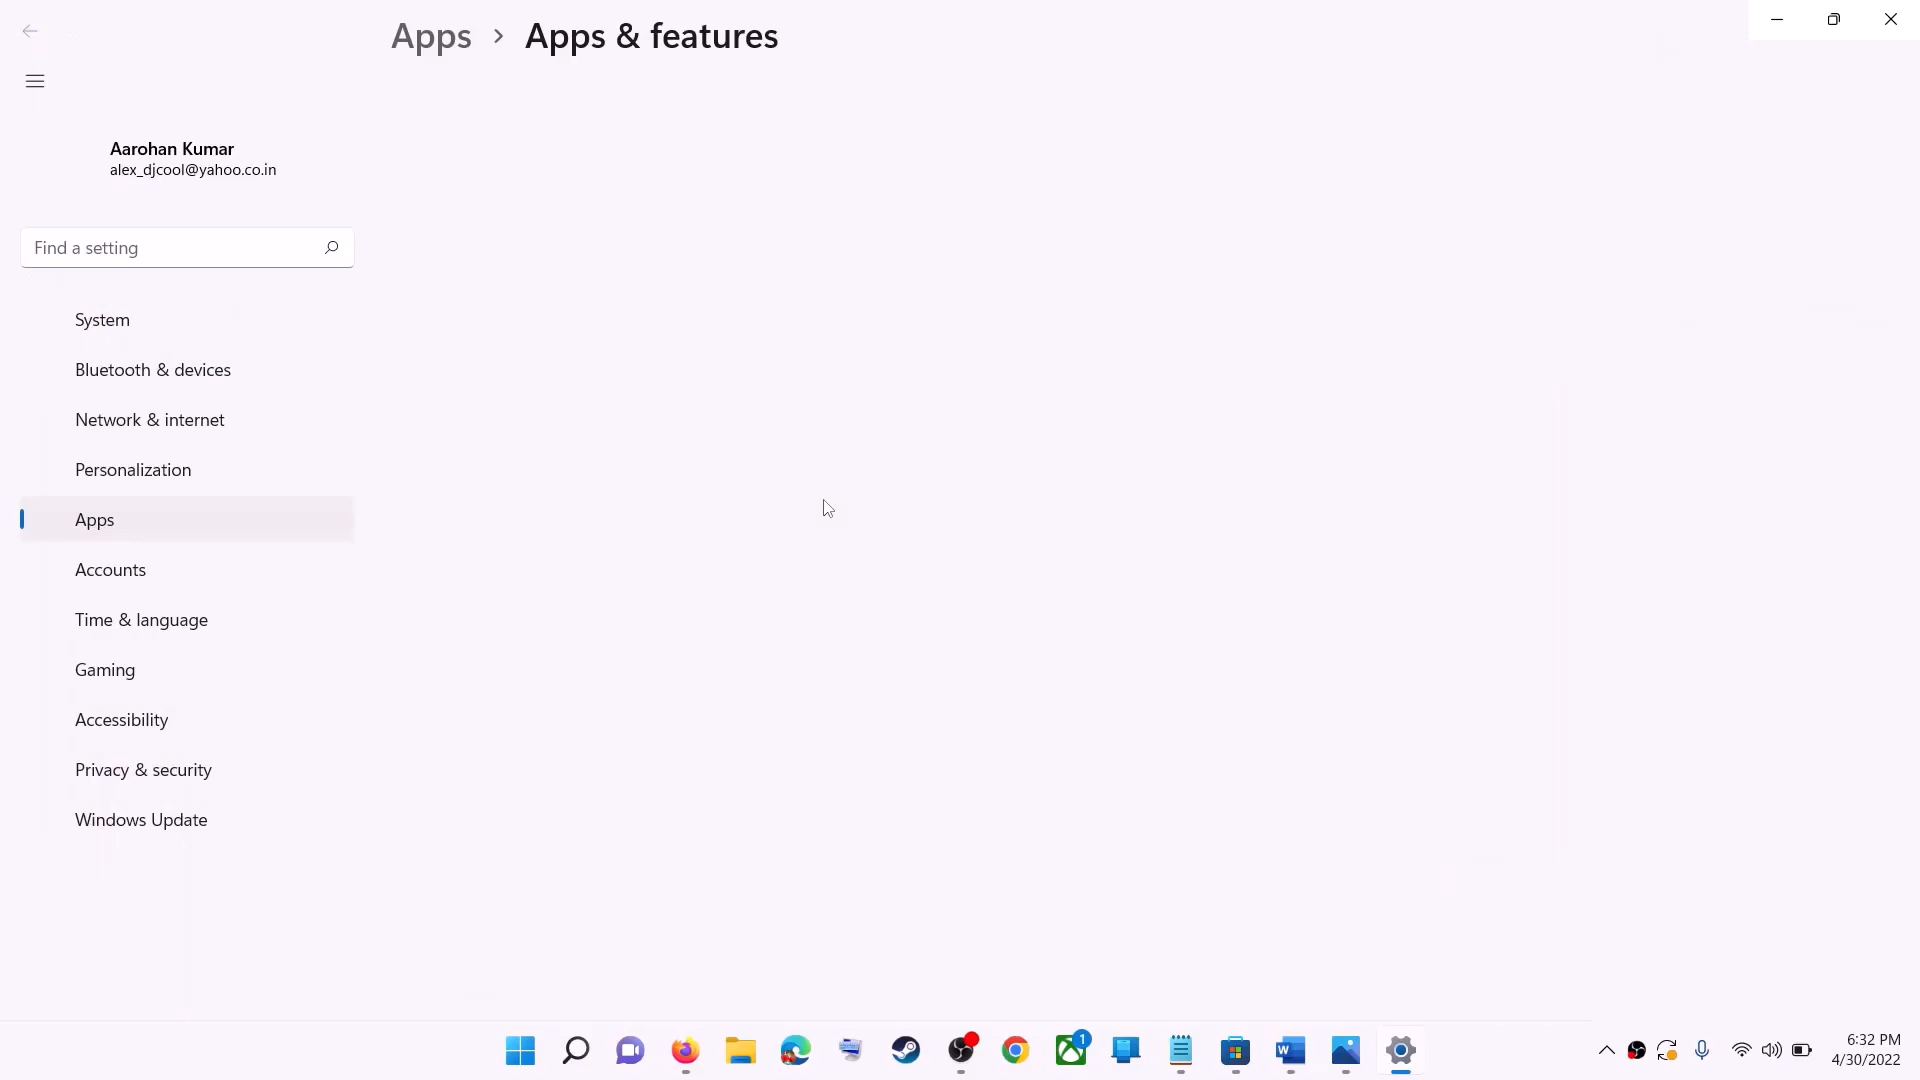 Apps > Apps & features
Aarohan Kumar
alex_djcool@yahoo.co.in
Find a setting
System
Bluetooth & devices
Network & internet
Personalization
Apps
Accounts
Time & language
Gaming
Accessibility
Privacy & security
Windows Update
1
6:32 PM
4/30/2022